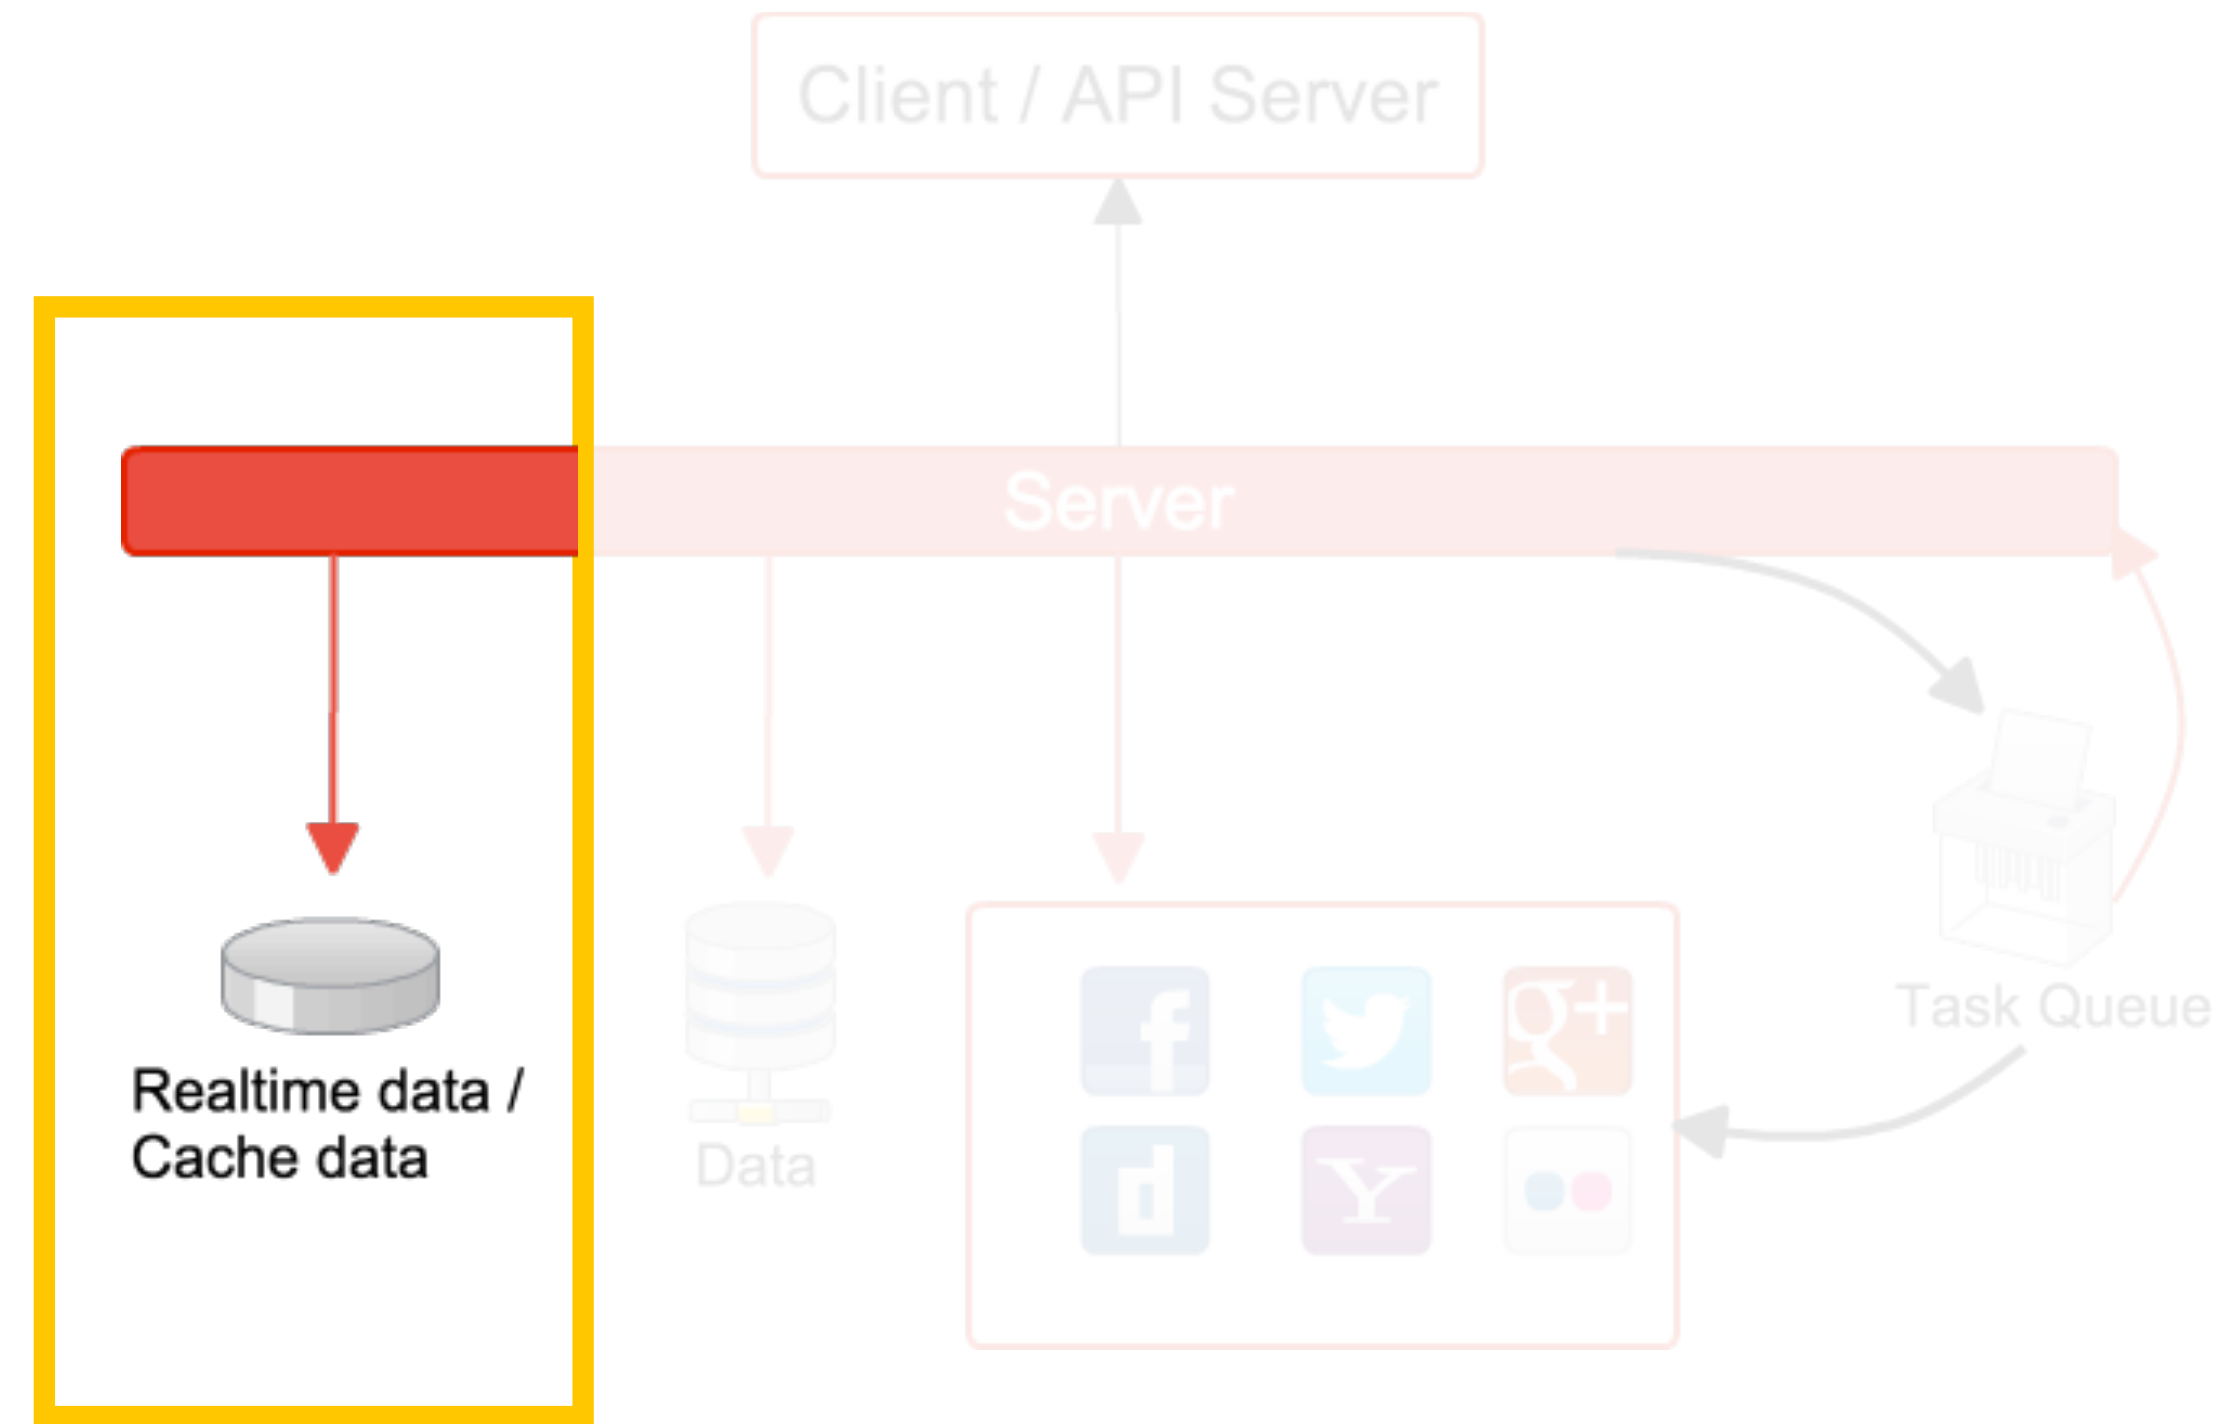 Client / API Server
Server
Realtime data /
Cache data
Data
Task Queue
f
g+
d
Y